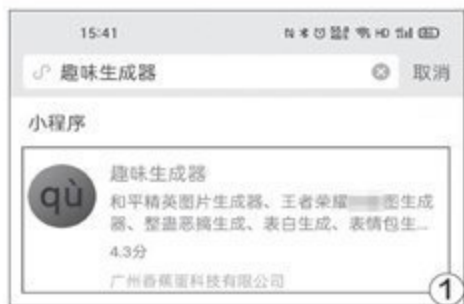 15:41
趣味生成器
取消
小程序
qù
趣味生成器
和平精英图片生成器、王者荣耀 图生成
器、整蛊恶搞生成、表白生成、表情包生...
4.3分
广州香蕉蛋科技有限公司
①